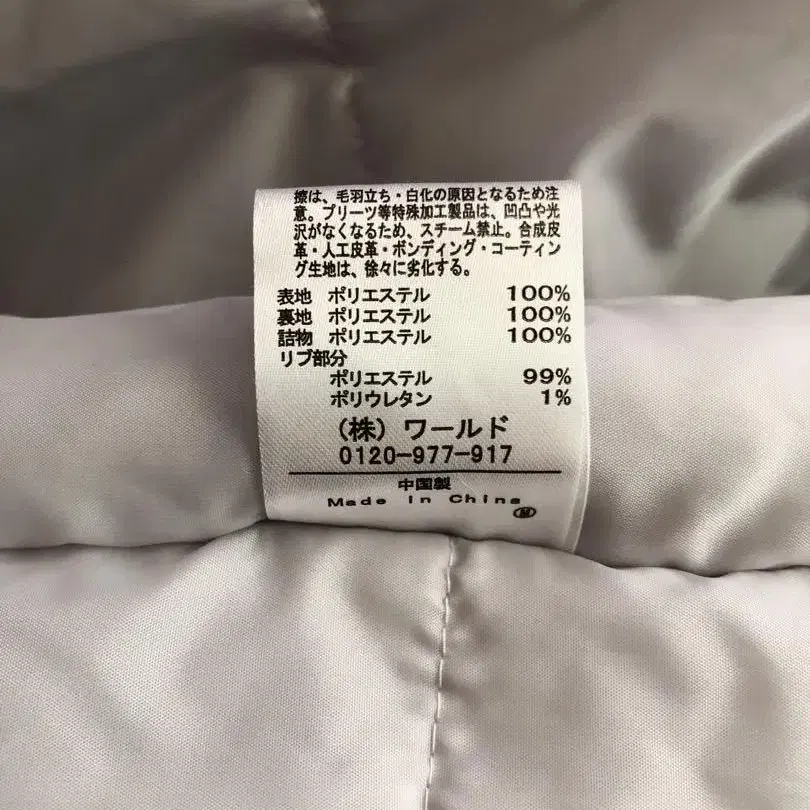 擦は、毛羽立ち・白化の原因となるため注
意。プリーツ等特殊加工製品は、凹凸や光
沢がなくなるため、スチーム禁止。合成皮
革・人工皮革・ボンディング・コーティン
グ生地は、徐々に劣化する。
表地 ポリエステル 100%
裏地 ポリエステル 100%
詰物 ポリエステル 100%
リブ部分
ポリエステル 99%
ポリウレタン 1%
(株) ワールド
0120-977-917
中国製
Made in China
M